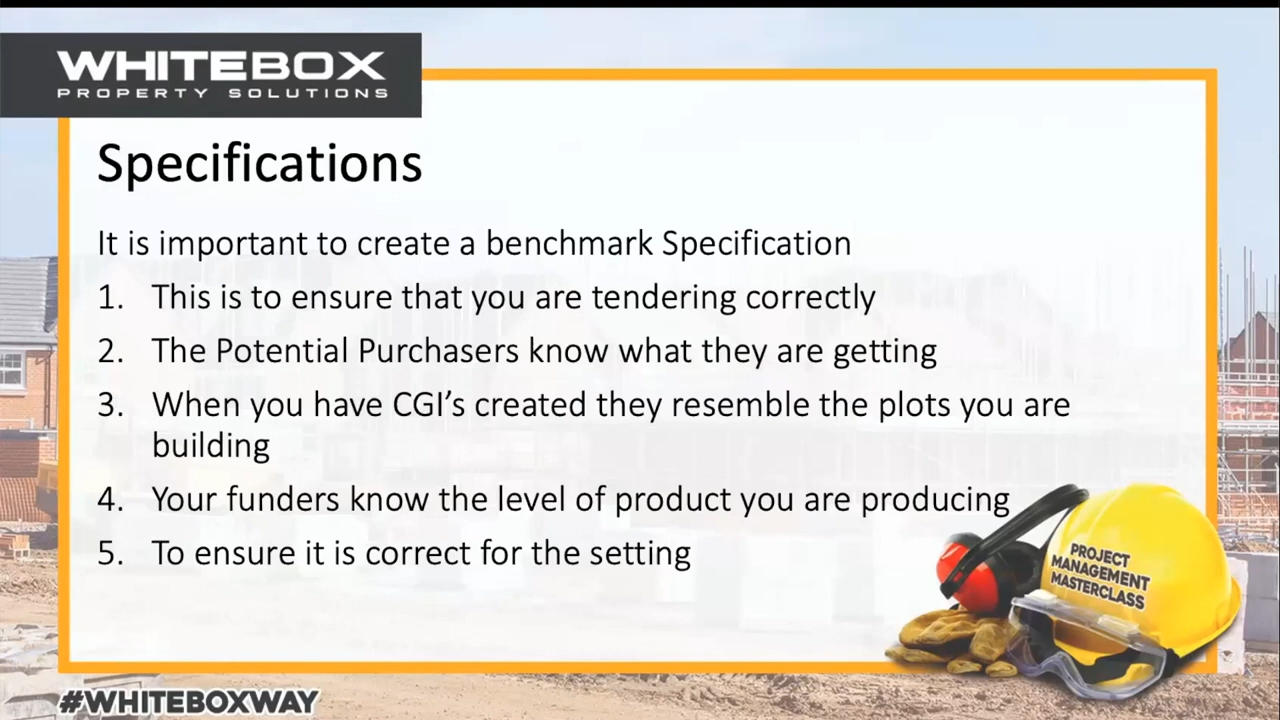 WHITEBOX
PROPERTY SOLUTIONS
Specifications
It is important to create a benchmark Specification
1. This is to ensure that you are tendering correctly
2. The Potential Purchasers know what they are getting
3. When you have CGI’s created they resemble the plots you are
building
4. Your funders know the level of product you are producing
5. To ensure it is correct for the setting
PROJECT
MANAGEMENT
MASTERCLASS
#WHITEBOXWAY